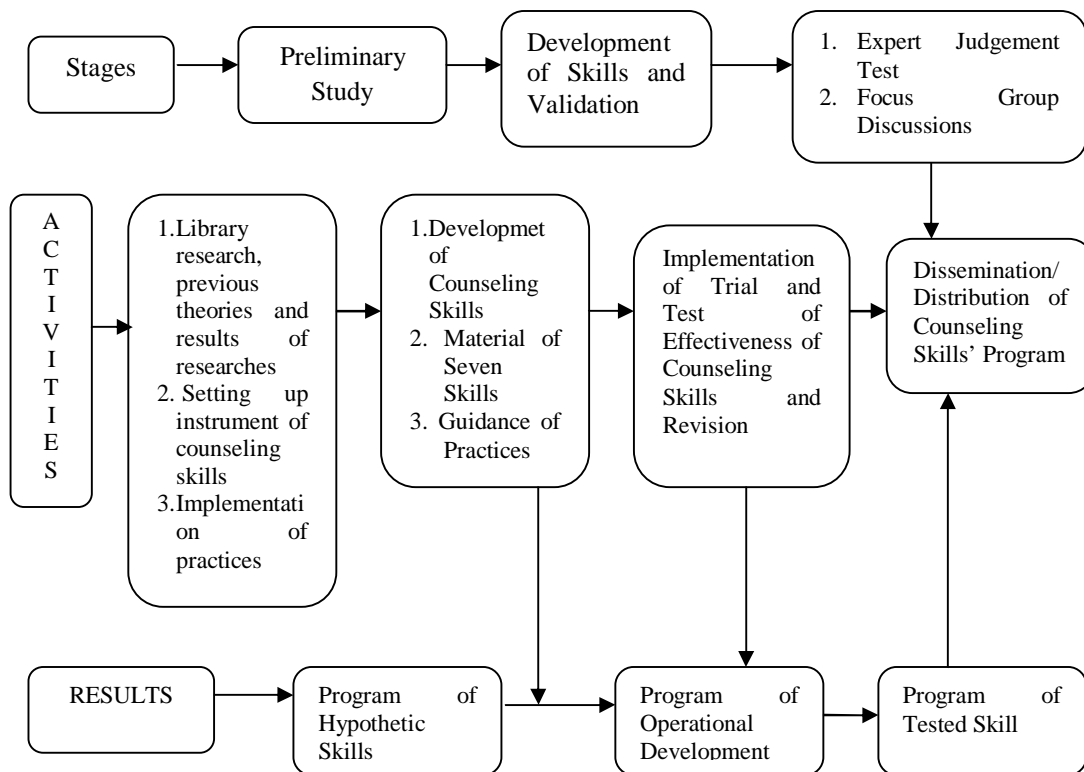 Stages
Preliminary
Study
Development
of Skills and
Validation
1. Expert Judgement
Test
2. Focus Group
Discussions
A
C
T
I
V
I
T
I
E
S
1.Library
research,
previous
theories and
results of
researches
2. Setting up
instrument of
counseling
skills
3.Implementati
on of
practices
1.Developmet
of
Counseling
Skills
2. Material of
Seven
Skills
3. Guidance of
Practices
Implementation
of Trial and
Test of
Effectiveness of
Counseling
Skills and
Revision
Dissemination/
Distribution of
Counseling
Skills’ Program
RESULTS
Program of
Hypothetic
Skills
Program of
Operational
Development
Program of
Tested Skill